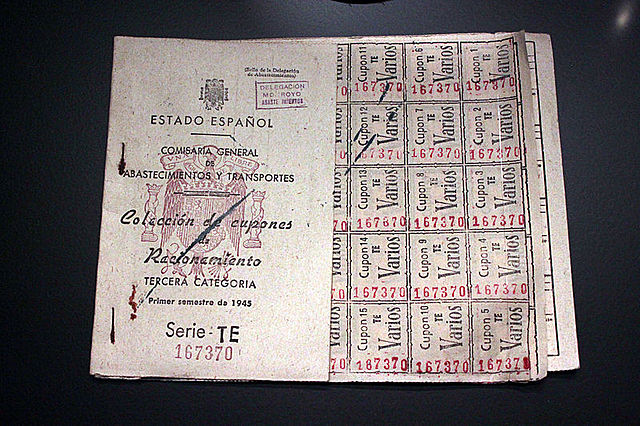 (Sello de la Delegación
de Abastecimientos)
DELEGACIÓN
MD. ROYO
ABASTECIMIENTOS
ESTADO ESPAÑOL
COMISARÍA GENERAL
DE
ABASTECIMIENTOS Y TRANSPORTES
Colección de cupones
de
Racionamiento
TERCERA CATEGORIA
Primer semestre de 1945
Serie - TE
167370
Cupon 11
TE
Varios
167370
Cupon 6
TE
Varios
167370
Cupon 1
TE
Varios
167370
Cupon 12
TE
Varios
167370
Cupon 7
TE
Varios
167370
Cupon 2
TE
Varios
167370
Cupon 13
TE
Varios
167370
Cupon 8
TE
Varios
167370
Cupon 3
TE
Varios
167370
Cupon 14
TE
Varios
167370
Cupon 9
TE
Varios
167370
Cupon 4
TE
Varios
167370
Cupon 15
TE
Varios
167370
Cupon 10
TE
Varios
167370
Cupon 5
TE
Varios
167370